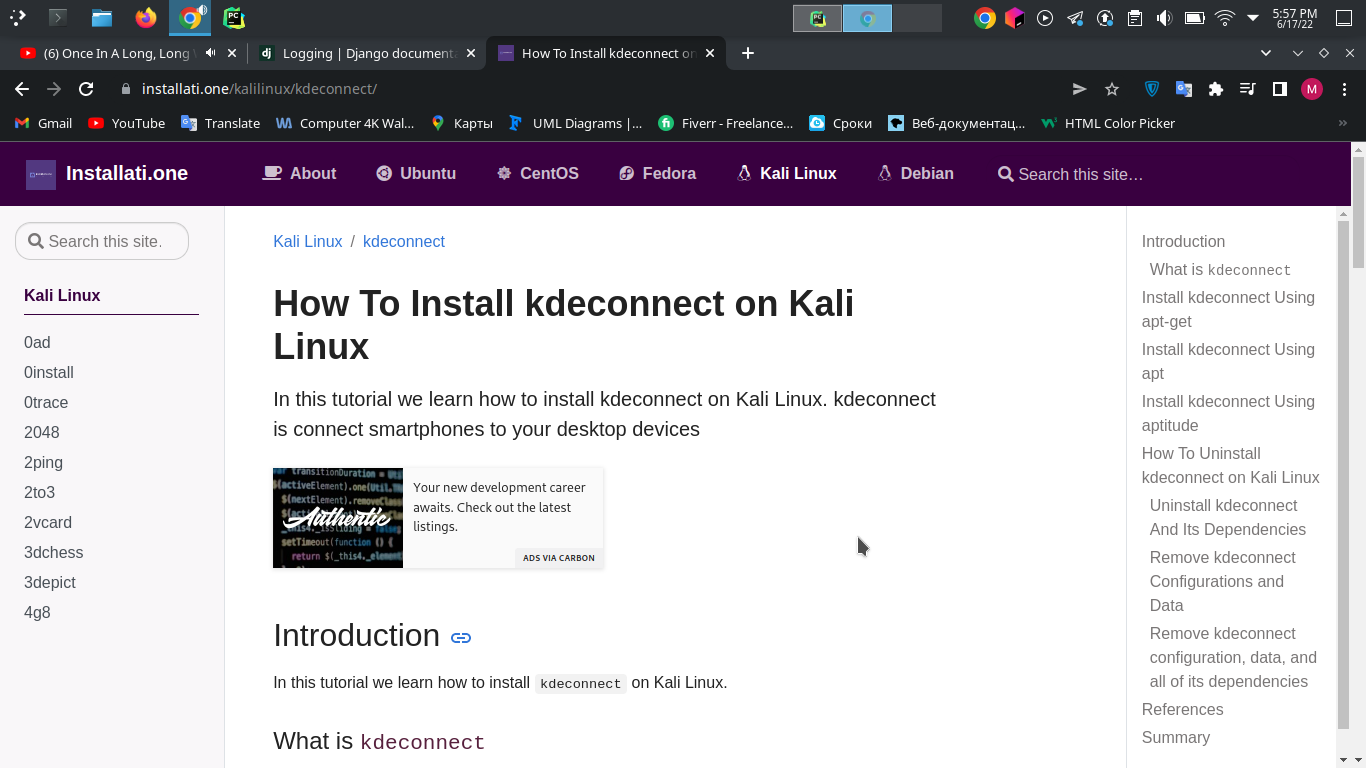 5:57 PM
6/17/22
(6) Once In A Long, Long
Logging | Django documenta
How To Install kdeconnect on
installati.one/kalilinux/kdeconnect/
M
Gmail
YouTube
Translate
Computer 4K Wal...
Карты
UML Diagrams |...
Fiverr - Freelance...
Сроки
Веб-документац...
HTML Color Picker
»
Installati.one
About
Ubuntu
CentOS
Fedora
Kali Linux
Debian
Search this site…
Search this site.
Kali Linux
0ad
0install
0trace
2048
2ping
2to3
2vcard
3dchess
3depict
4g8
Kali Linux / kdeconnect
How To Install kdeconnect on Kali
Linux
In this tutorial we learn how to install kdeconnect on Kali Linux. kdeconnect
is connect smartphones to your desktop devices
Authentic
Your new development career
awaits. Check out the latest
listings.
ADS VIA CARBON
Introduction
In this tutorial we learn how to install kdeconnect on Kali Linux.
What is kdeconnect
Introduction
What is kdeconnect
Install kdeconnect Using
apt-get
Install kdeconnect Using
apt
Install kdeconnect Using
aptitude
How To Uninstall
kdeconnect on Kali Linux
Uninstall kdeconnect
And Its Dependencies
Remove kdeconnect
Configurations and
Data
Remove kdeconnect
configuration, data, and
all of its dependencies
References
Summary